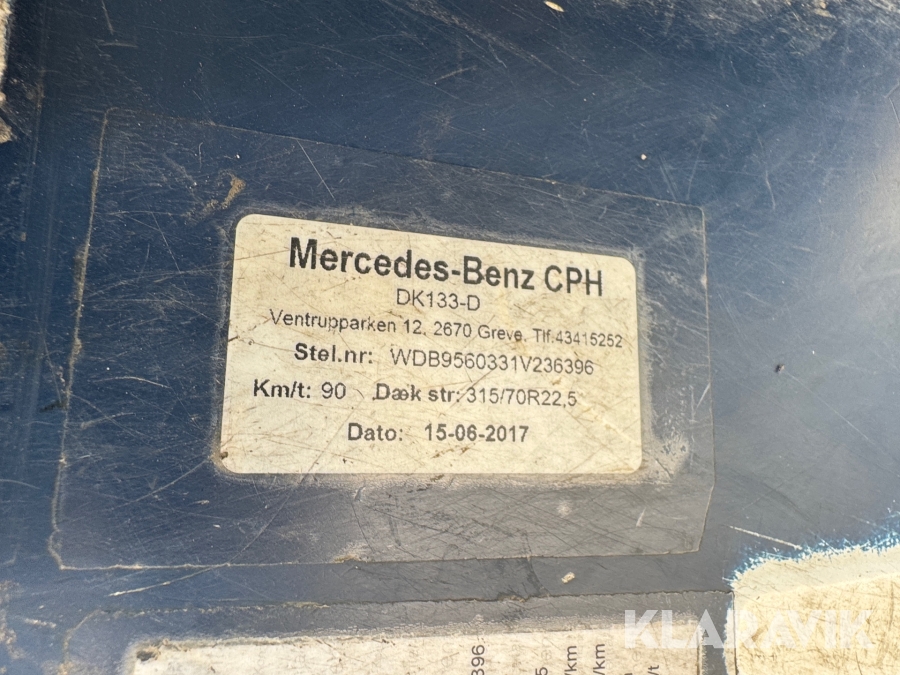 Mercedes-Benz CPH
DK133-D
Ventrupparken 12, 2670 Greve. Tlf:43415252
Stel.nr: WDB9560331V236396
Km/t: 90 Dæk str: 315/70R22,5
Dato: 15-06-2017
KLARAVIK